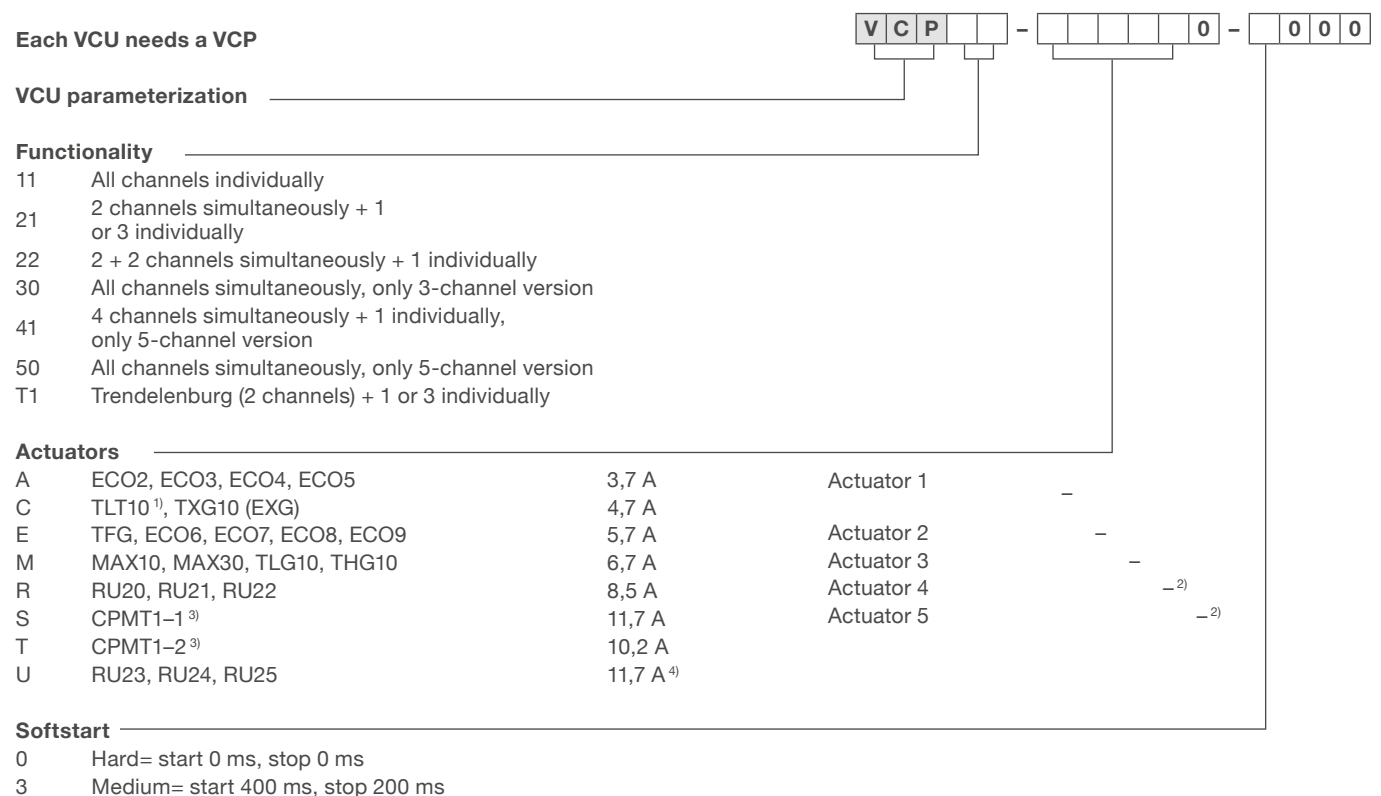 Each VCU needs a VCP V C P – 0 – 0 0 0
VCU parameterization
Functionality
11 All channels individually
21 2 channels simultaneously + 1
or 3 individually
22 2 + 2 channels simultaneously + 1 individually
30 All channels simultaneously, only 3-channel version
41 4 channels simultaneously + 1 individually,
only 5-channel version
50 All channels simultaneously, only 5-channel version
T1 Trendelenburg (2 channels) + 1 or 3 individually
Actuators
A ECO2, ECO3, ECO4, ECO5 3,7 A Actuator 1 –
C TLT10 1), TXG10 (EXG) 4,7 A
E TFG, ECO6, ECO7, ECO8, ECO9 5,7 A Actuator 2 –
M MAX10, MAX30, TLG10, THG10 6,7 A Actuator 3 –
R RU20, RU21, RU22 8,5 A Actuator 4 – 2)
S CPMT1–1 3) 11,7 A Actuator 5 – 2)
T CPMT1–2 3) 10,2 A
U RU23, RU24, RU25 11,7 A 4)
Softstart
0 Hard= start 0 ms, stop 0 ms
3 Medium= start 400 ms, stop 200 ms